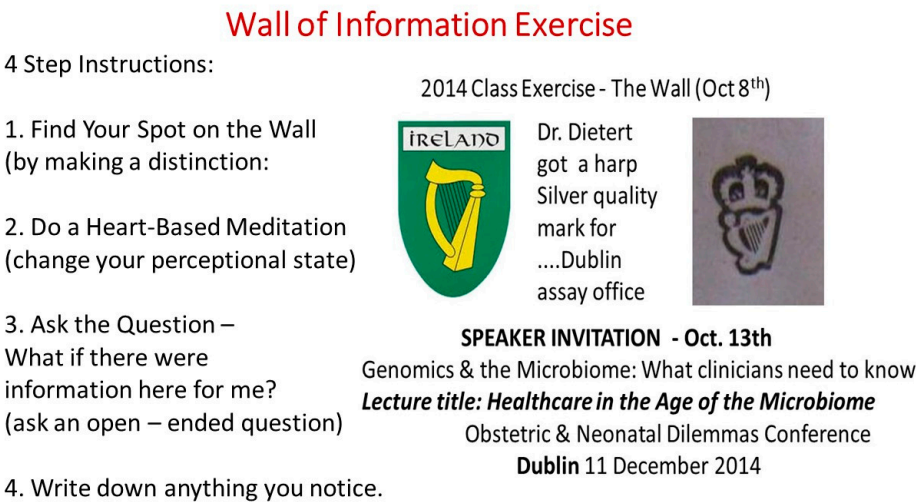 Wall of Information Exercise
4 Step Instructions:
1. Find Your Spot on the Wall
(by making a distinction:
2. Do a Heart-Based Meditation
(change your perceptional state)
3. Ask the Question –
What if there were
information here for me?
(ask an open – ended question)
4. Write down anything you notice.
2014 Class Exercise - The Wall (Oct 8th)
IRELAND
Dr. Dietert
got a harp
Silver quality
mark for
....Dublin
assay office
SPEAKER INVITATION - Oct. 13th
Genomics & the Microbiome: What clinicians need to know
Lecture title: Healthcare in the Age of the Microbiome
Obstetric & Neonatal Dilemmas Conference
Dublin 11 December 2014